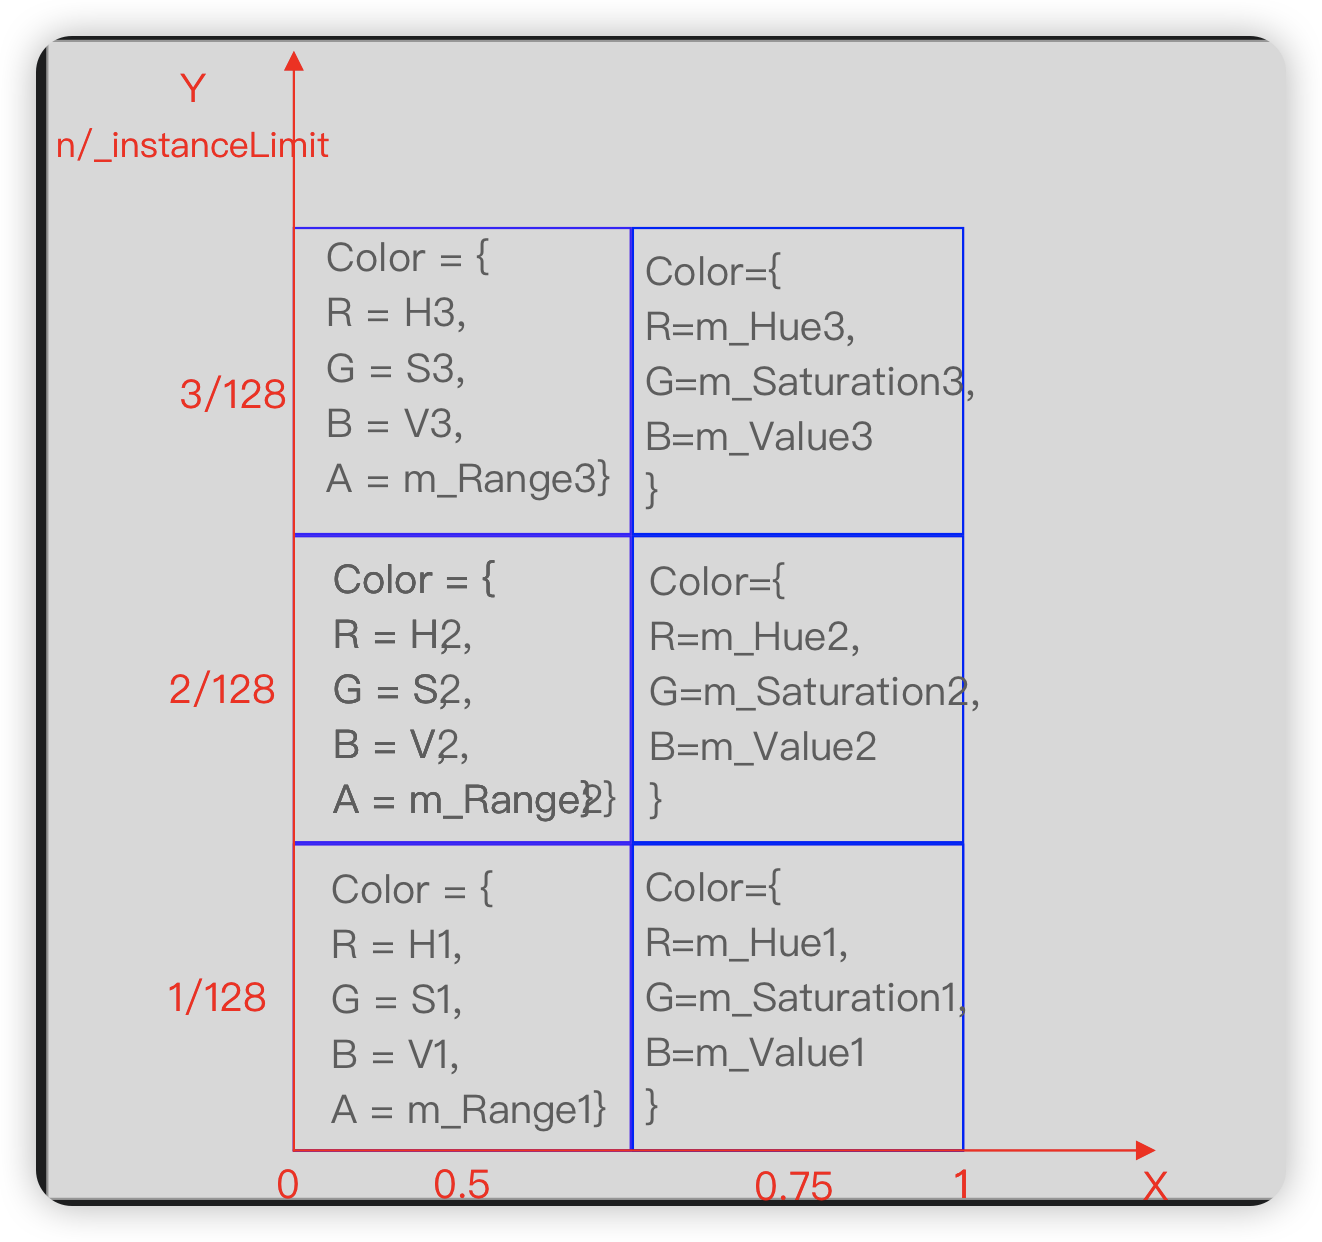 Y
n/_instanceLimit
3/128
Color = {
R = H3,
G = S3,
B = V3,
A = m_Range3}
Color={
R=m_Hue3,
G=m_Saturation3,
B=m_Value3
}
2/128
Color = {
R = H2,
G = S2,
B = V2,
A = m_Range2}
Color={
R=m_Hue2,
G=m_Saturation2,
B=m_Value2
}
1/128
Color = {
R = H1,
G = S1,
B = V1,
A = m_Range1}
Color={
R=m_Hue1,
G=m_Saturation1,
B=m_Value1
}
0 0.5 0.75 1 X